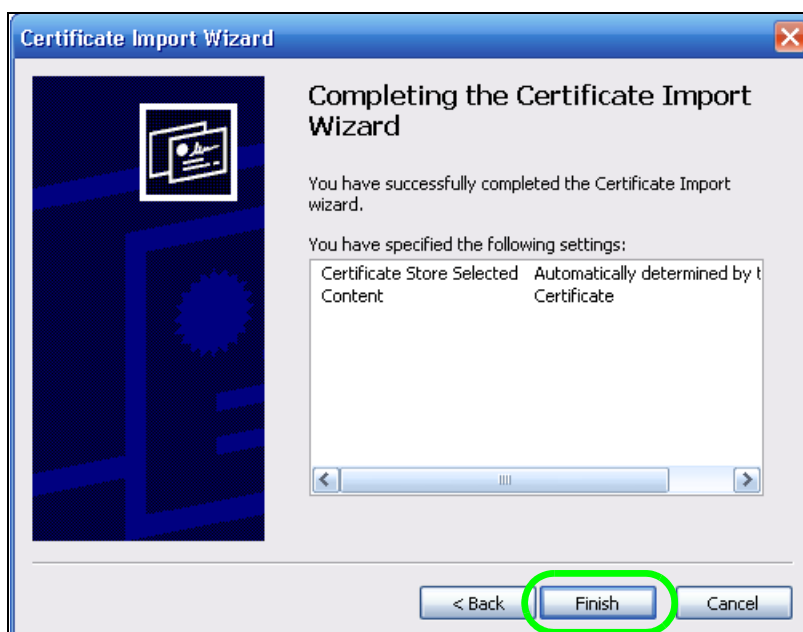 Certificate Import Wizard
Completing the Certificate Import
Wizard
You have successfully completed the Certificate Import
wizard.
You have specified the following settings:
Certificate Store Selected Automatically determined by t
Content Certificate
< Back Finish Cancel